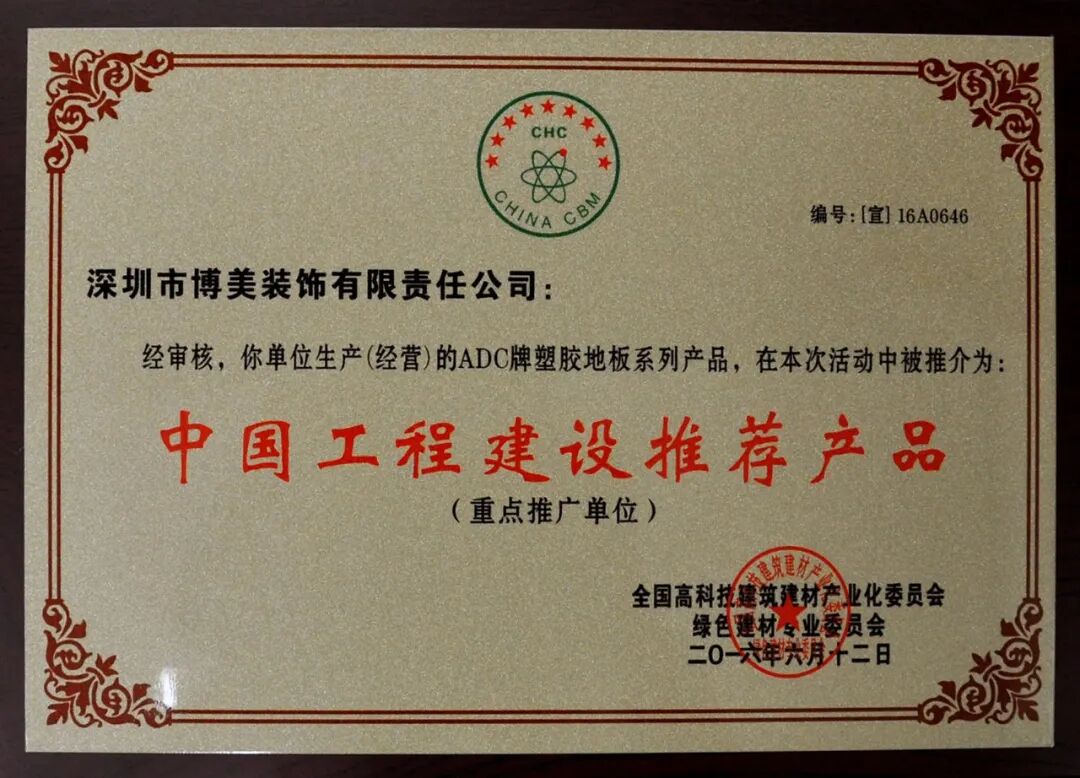 CHC
CHINA CBM
编号:[宣]16A0646
深圳市博美装饰有限责任公司:
经审核,你单位生产(经营)的ADC牌塑胶地板系列产品,在本次活动中被推介为:
中国工程建设推荐产品
(重点推广单位)
全国高科技建筑建材产业化委员会
绿色建材专业委员会
二〇一六年六月十二日